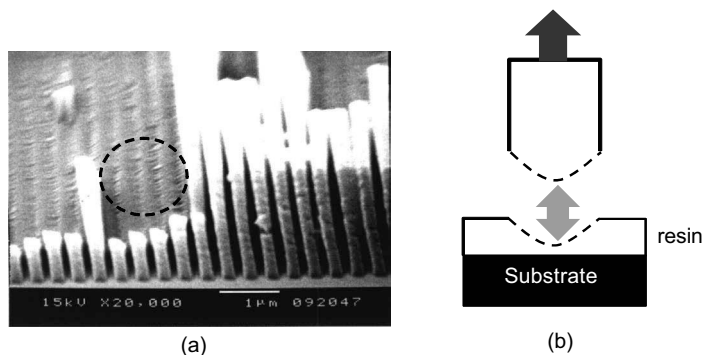 15kV X20,000 1µm 092047
(a)
resin
Substrate
(b)